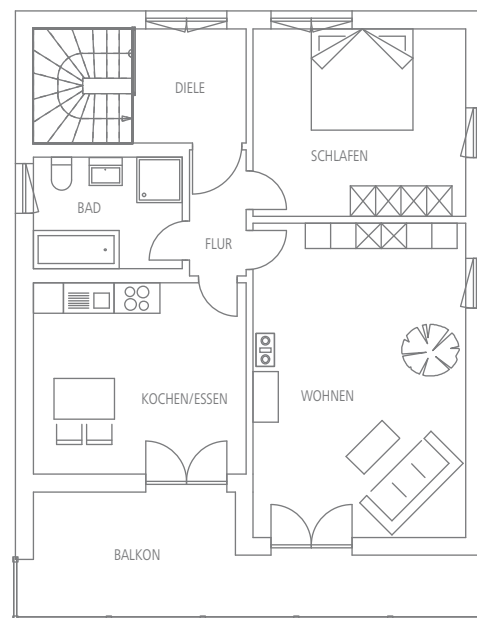 DIELE
SCHLAFEN
BAD
FLUR
KOCHEN/ESSEN
WOHNEN
BALKON